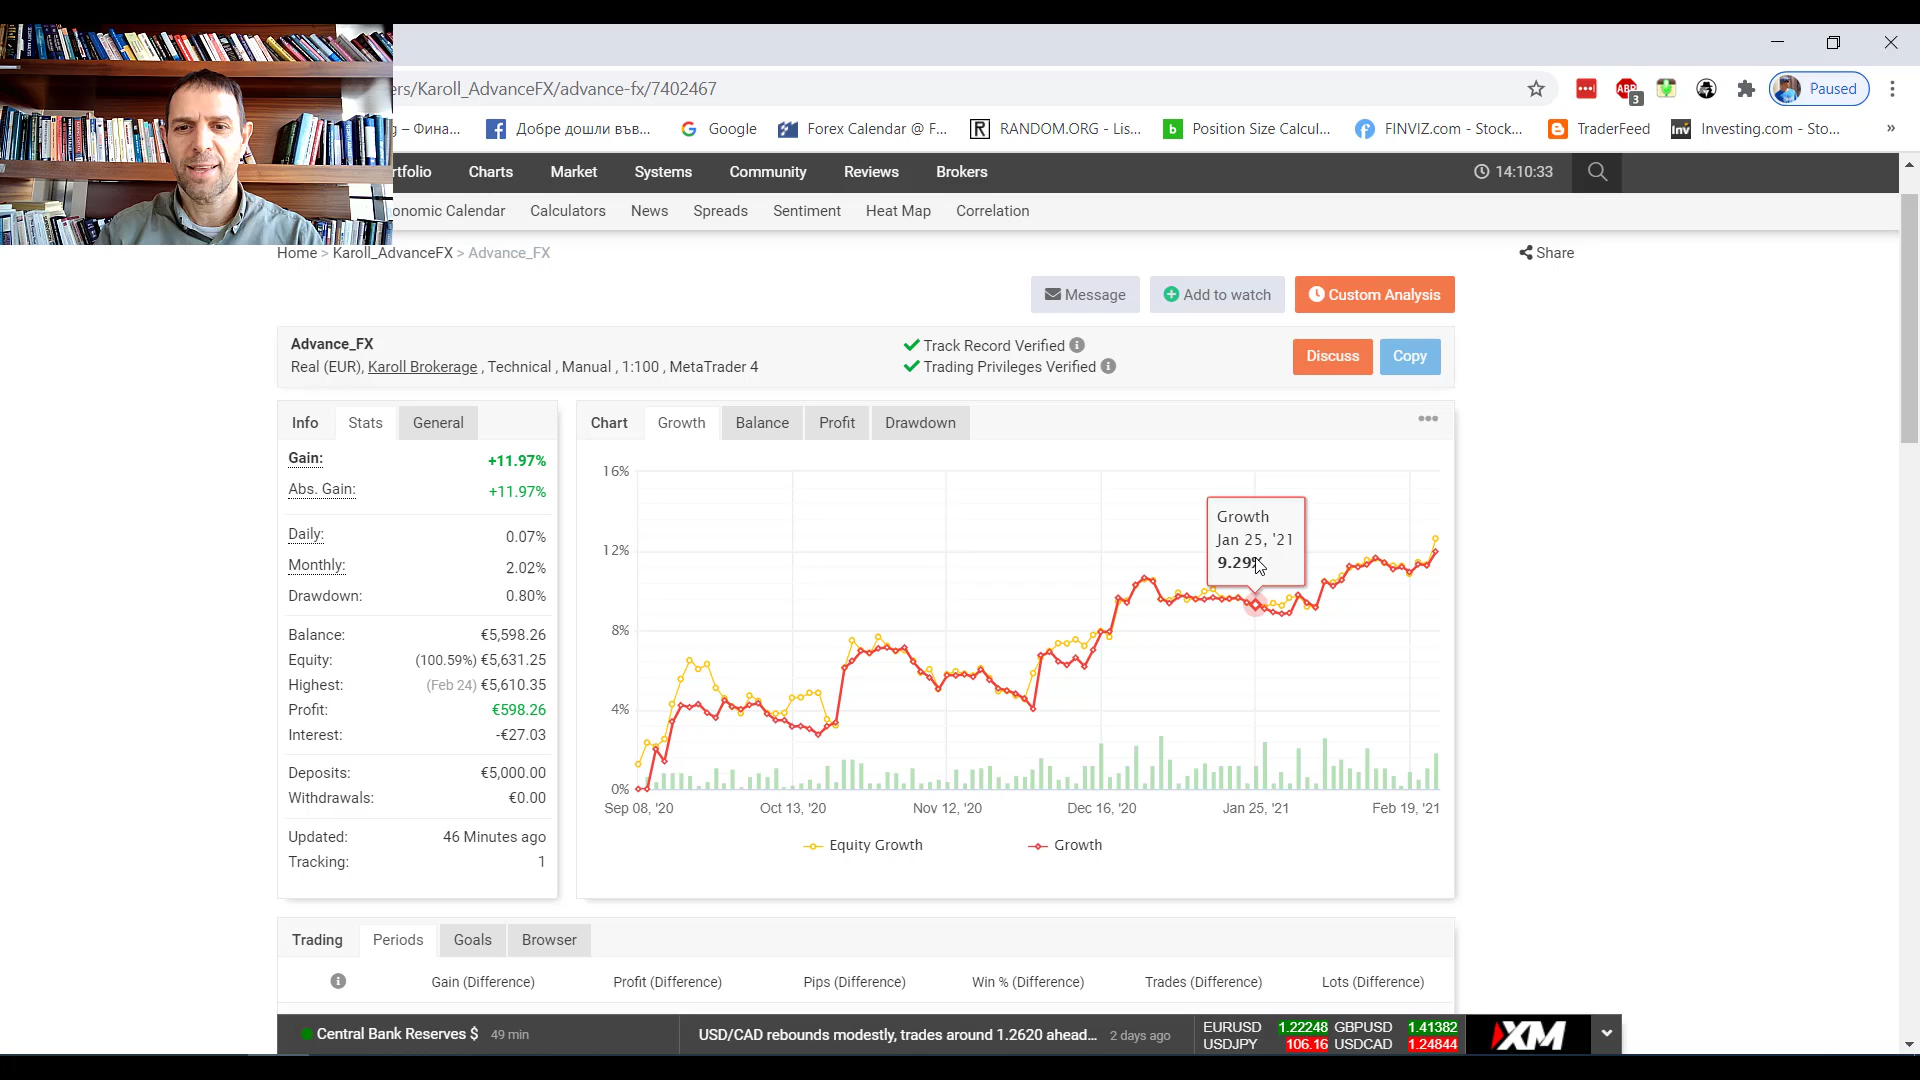 ers/Karoll_AdvanceFX/advance-fx/7402467
ABP
3
Paused
g – Фина...
Добре дошли във...
Google
Forex Calendar @ F...
RANDOM.ORG - Lis...
Position Size Calcul...
FINVIZ.com - Stock...
TraderFeed
Investing.com - Sto...
»
rtfolio
Charts
Market
Systems
Community
Reviews
Brokers
14:10:33
onomic Calendar
Calculators
News
Spreads
Sentiment
Heat Map
Correlation
Home > Karoll_AdvanceFX > Advance_FX
Share
Message
Add to watch
Custom Analysis
Advance_FX
Real (EUR), Karoll Brokerage , Technical , Manual , 1:100 , MetaTrader 4
Track Record Verified
Trading Privileges Verified
Discuss
Copy
Info
Stats
General
Gain: +11.97%
Abs. Gain: +11.97%
Daily: 0.07%
Monthly: 2.02%
Drawdown: 0.80%
Balance: €5,598.26
Equity: (100.59%) €5,631.25
Highest: (Feb 24) €5,610.35
Profit: €598.26
Interest: -€27.03
Deposits: €5,000.00
Withdrawals: €0.00
Updated: 46 Minutes ago
Tracking: 1
Chart
Growth
Balance
Profit
Drawdown
16%
12%
8%
4%
0%
Growth
Jan 25, '21
9.29%
Sep 08, '20
Oct 13, '20
Nov 12, '20
Dec 16, '20
Jan 25, '21
Feb 19, '21
Equity Growth
Growth
Trading
Periods
Goals
Browser
Gain (Difference)
Profit (Difference)
Pips (Difference)
Win % (Difference)
Trades (Difference)
Lots (Difference)
Central Bank Reserves $ 49 min
USD/CAD rebounds modestly, trades around 1.2620 ahead... 2 days ago
EURUSD 1.22248 GBPUSD 1.41382
USDJPY 106.16 USDCAD 1.24844
XM